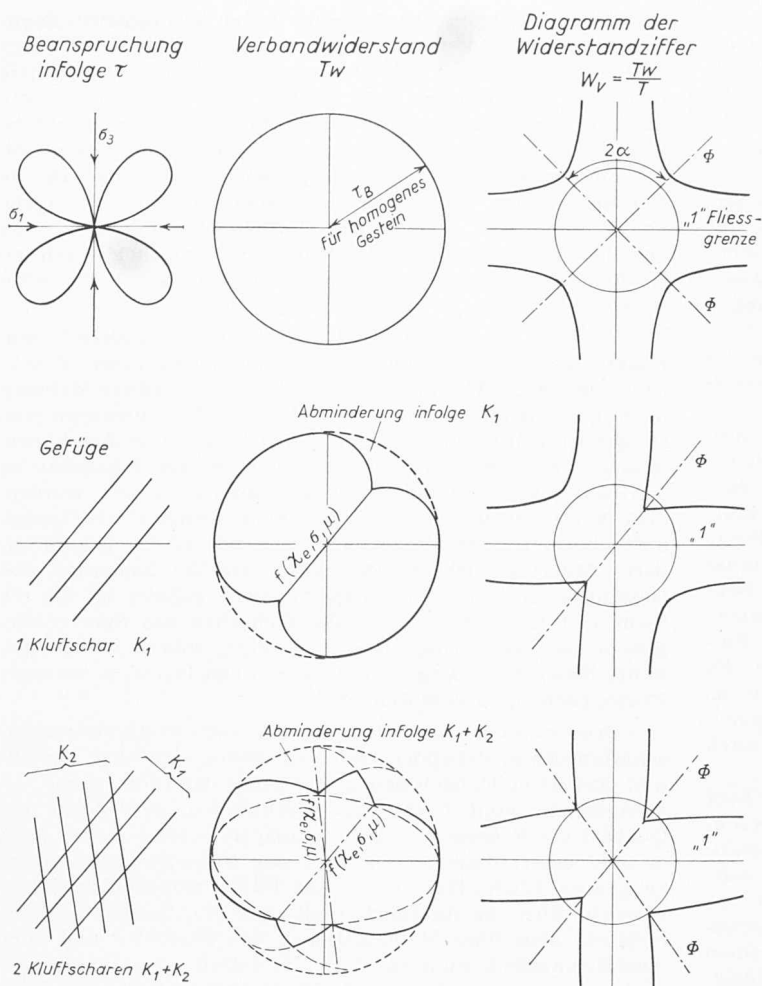 Beanspruchung
infolge τ
Verbandwiderstand
Tw
Diagramm der
Widerstandziffer
W_v = Tw/T
σ3
σ1
τ_B
für homogenes
Gestein
2α
Φ
„1" Fliess-
grenze
Φ
Gefüge
1 Kluftschar K1
Abminderung infolge K1
f(χe, σ, μ)
Φ
„1"
K2
K1
2 Kluftscharen K1+K2
Abminderung infolge K1+K2
f(χe, σ, μ)
f(χe, σ, μ)
Φ
„1"
Φ